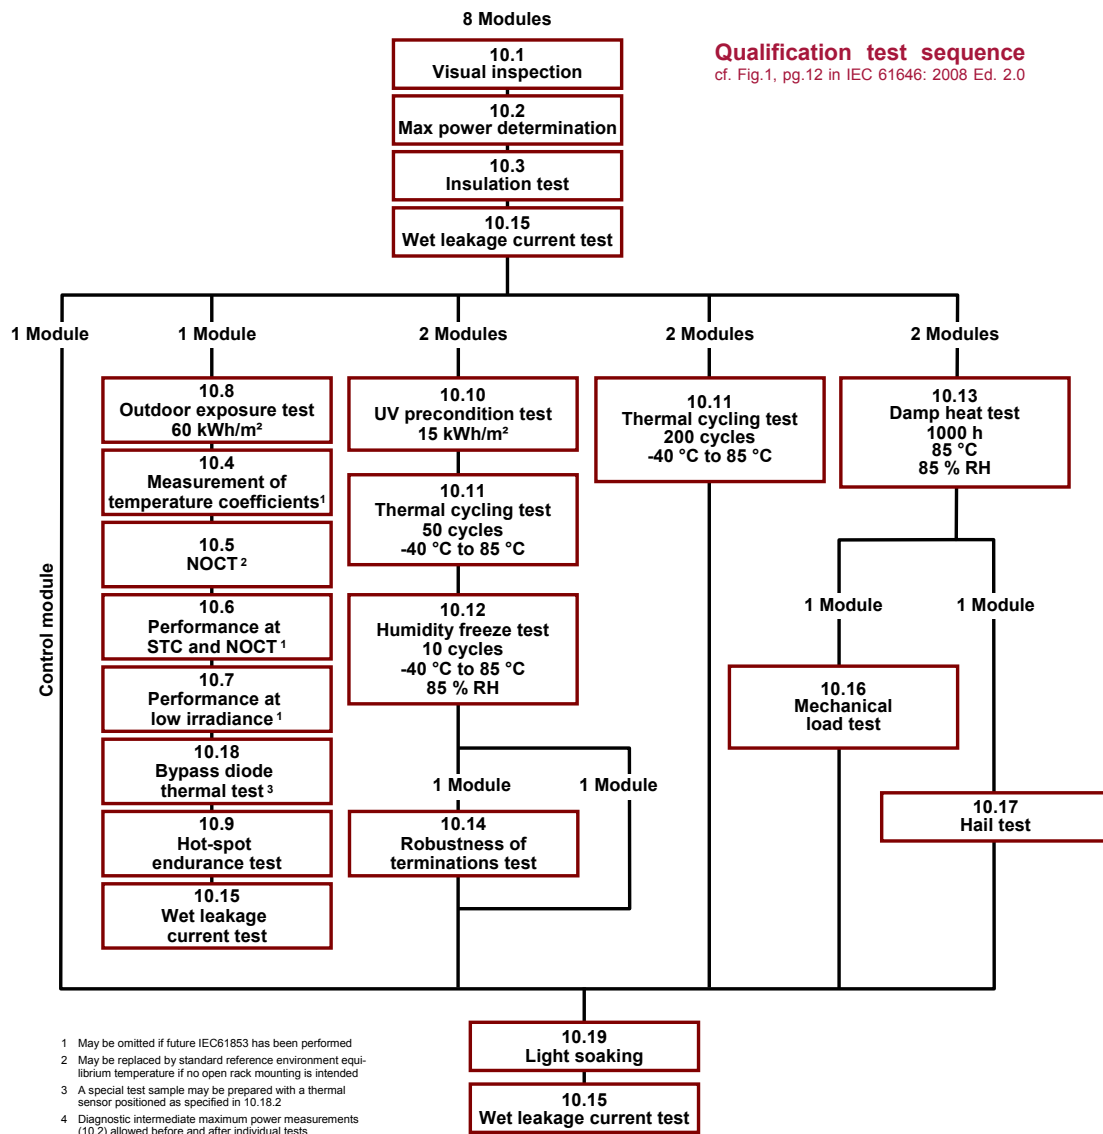 8 Modules
Qualification test sequence
cf. Fig.1, pg.12 in IEC 61646: 2008 Ed. 2.0
10.1
Visual inspection
10.2
Max power determination
10.3
Insulation test
10.15
Wet leakage current test
1 Module
1 Module
2 Modules
2 Modules
2 Modules
Control module
10.8
Outdoor exposure test
60 kWh/m²
10.4
Measurement of
temperature coefficients¹
10.5
NOCT ²
10.6
Performance at
STC and NOCT ¹
10.7
Performance at
low irradiance ¹
10.18
Bypass diode
thermal test ³
10.9
Hot-spot
endurance test
10.15
Wet leakage
current test
10.10
UV precondition test
15 kWh/m²
10.11
Thermal cycling test
50 cycles
-40 °C to 85 °C
10.12
Humidity freeze test
10 cycles
-40 °C to 85 °C
85 % RH
1 Module
1 Module
10.14
Robustness of
terminations test
10.11
Thermal cycling test
200 cycles
-40 °C to 85 °C
10.13
Damp heat test
1000 h
85 °C
85 % RH
1 Module
1 Module
10.16
Mechanical
load test
10.17
Hail test
10.19
Light soaking
10.15
Wet leakage current test
1 May be omitted if future IEC61853 has been performed
2 May be replaced by standard reference environment equi-
librium temperature if no open rack mounting is intended
3 A special test sample may be prepared with a thermal
sensor positioned as specified in 10.18.2
4 Diagnostic intermediate maximum power measurements
(10.2) allowed before and after individual tests